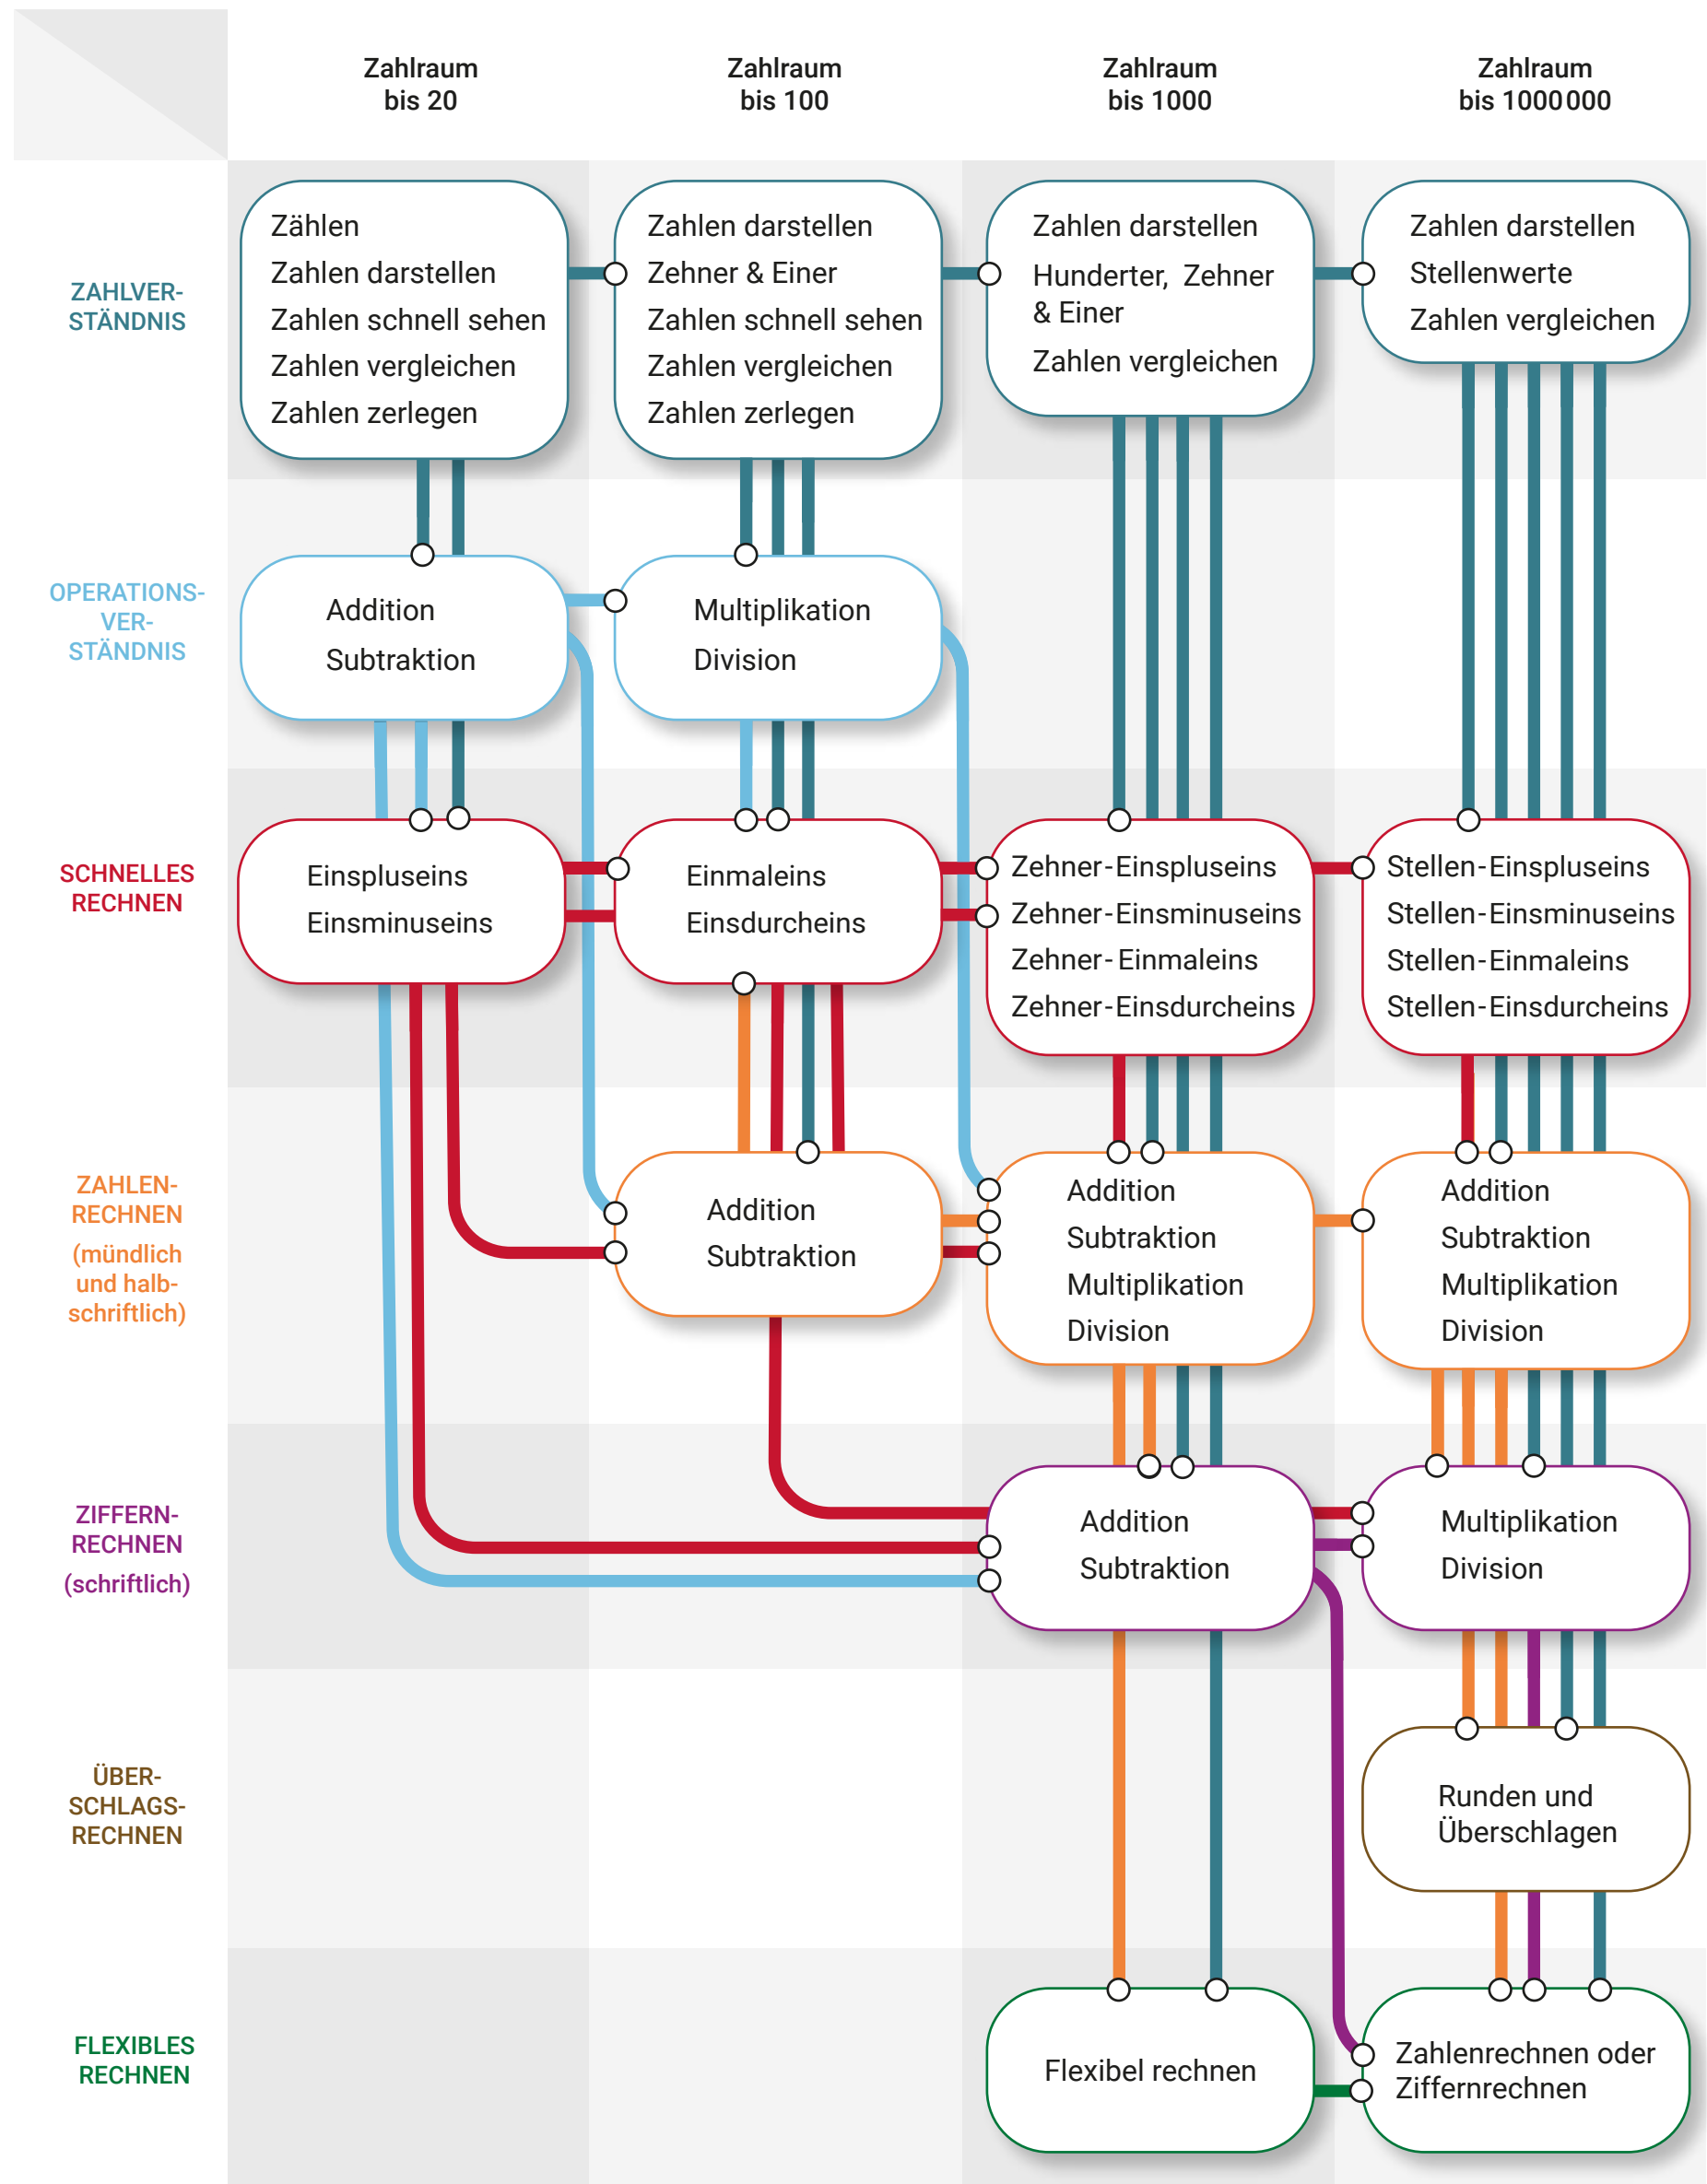 Zahlraum
bis 20
Zahlraum
bis 100
Zahlraum
bis 1000
Zahlraum
bis 1000000
ZAHLVER-
STÄNDNIS
Zählen
Zahlen darstellen
Zahlen schnell sehen
Zahlen vergleichen
Zahlen zerlegen
Zahlen darstellen
Zehner & Einer
Zahlen schnell sehen
Zahlen vergleichen
Zahlen zerlegen
Zahlen darstellen
Hunderter, Zehner
& Einer
Zahlen vergleichen
Zahlen darstellen
Stellenwerte
Zahlen vergleichen
OPERATIONS-
VER-
STÄNDNIS
Addition
Subtraktion
Multiplikation
Division
SCHNELLES
RECHNEN
Einspluseins
Einsminuseins
Einmaleins
Einsdurcheins
Zehner-Einspluseins
Zehner-Einsminuseins
Zehner-Einmaleins
Zehner-Einsdurcheins
Stellen-Einspluseins
Stellen-Einsminuseins
Stellen-Einmaleins
Stellen-Einsdurcheins
ZAHLEN-
RECHNEN
(mündlich
und halb-
schriftlich)
Addition
Subtraktion
Addition
Subtraktion
Multiplikation
Division
Addition
Subtraktion
Multiplikation
Division
ZIFFERN-
RECHNEN
(schriftlich)
Addition
Subtraktion
Multiplikation
Division
ÜBER-
SCHLAGS-
RECHNEN
Runden und
Überschlagen
FLEXIBLES
RECHNEN
Flexibel rechnen
Zahlenrechnen oder
Ziffernrechnen